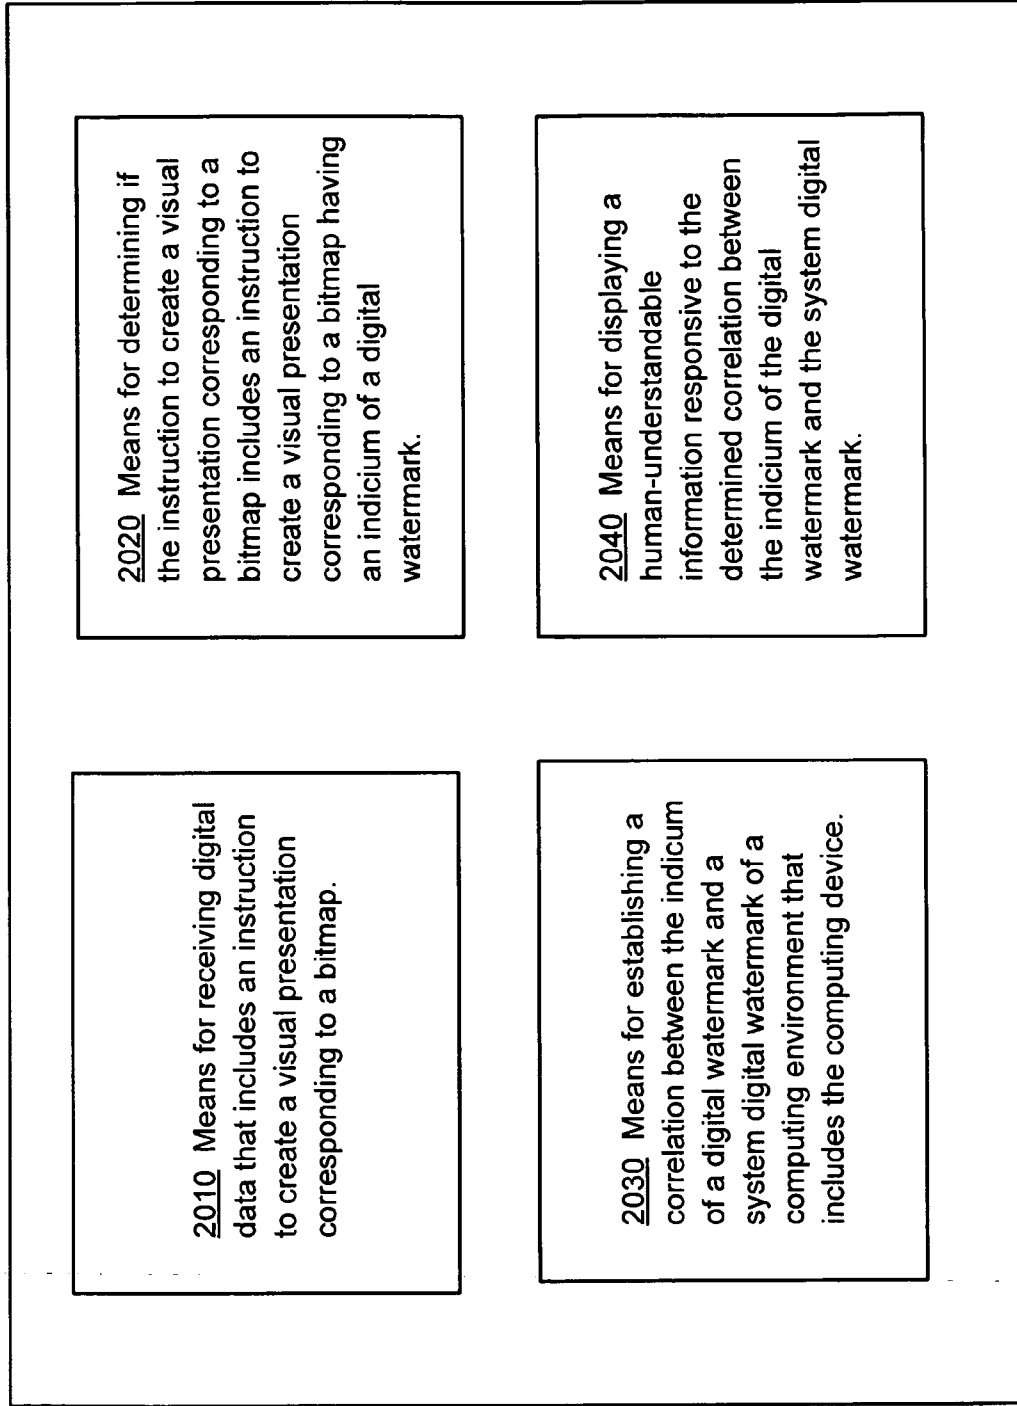 2010 Means for receiving digital
data that includes an instruction
to create a visual presentation
corresponding to a bitmap.
2020 Means for determining if
the instruction to create a visual
presentation corresponding to a
bitmap includes an instruction to
create a visual presentation
corresponding to a bitmap having
an indicium of a digital
watermark.
2030 Means for establishing a
correlation between the indicum
of a digital watermark and a
system digital watermark of a
computing environment that
includes the computing device.
2040 Means for displaying a
human-understandable
information responsive to the
determined correlation between
the indicium of the digital
watermark and the system digital
watermark.